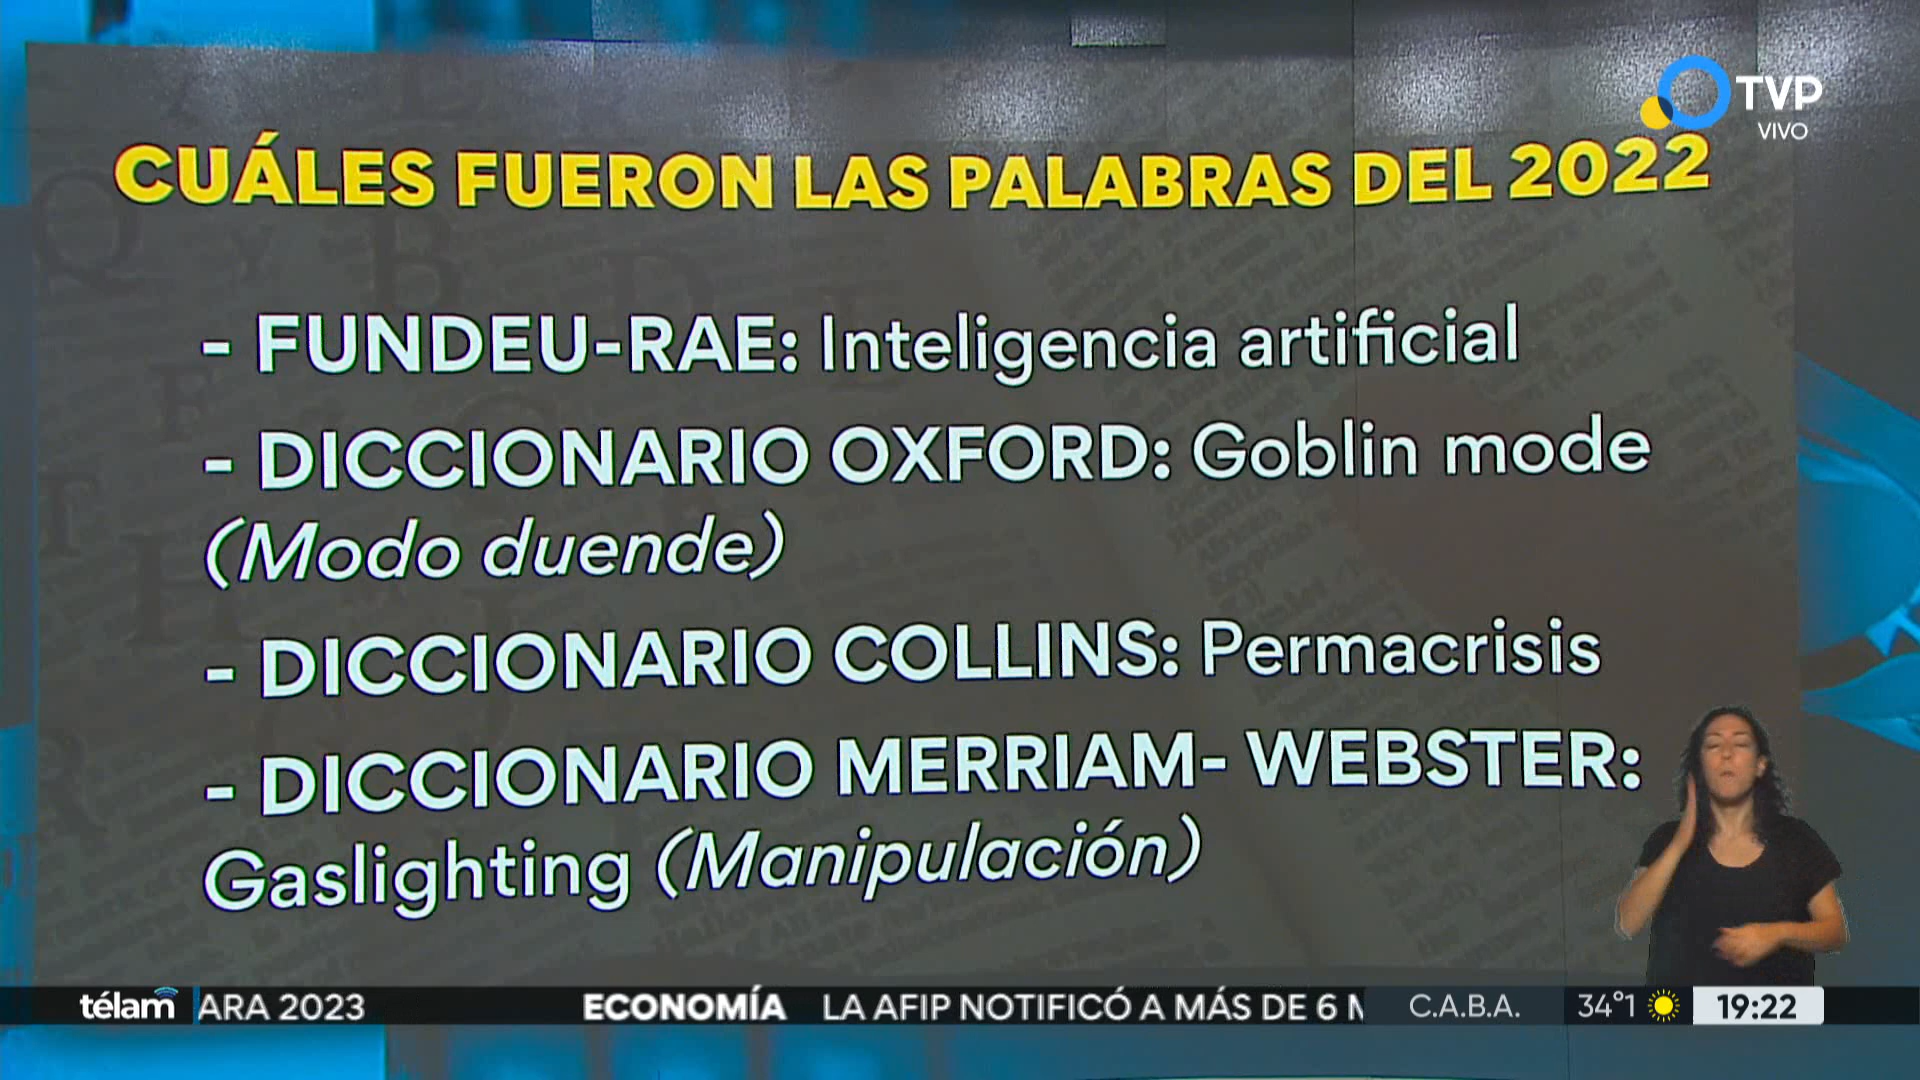 TVP
VIVO
CUÁLES FUERON LAS PALABRAS DEL 2022
- FUNDEU-RAE: Inteligencia artificial
- DICCIONARIO OXFORD: Goblin mode
(Modo duende)
- DICCIONARIO COLLINS: Permacrisis
- DICCIONARIO MERRIAM- WEBSTER:
Gaslighting (Manipulación)
télam ARA 2023 ECONOMÍA LA AFIP NOTIFICÓ A MÁS DE 6 C.A.B.A. 34°1 19:22